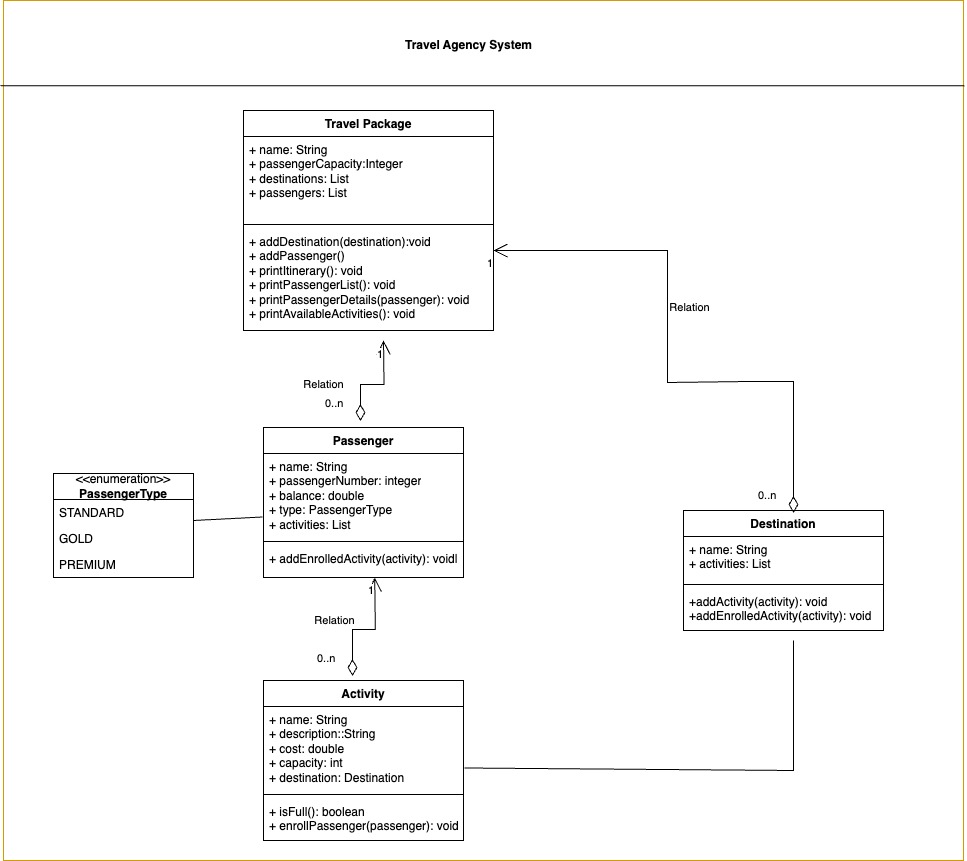 Travel Agency System
Travel Package
+ name: String
+ passengerCapacity:Integer
+ destinations: List
+ passengers: List
+ addDestination(destination):void
+ addPassenger()
+ printItinerary(): void
+ printPassengerList(): void
+ printPassengerDetails(passenger): void
+ printAvailableActivities(): void
1
Relation
1
Relation
0..n
Passenger
+ name: String
+ passengerNumber: integer
+ balance: double
+ type: PassengerType
+ activities: List
+ addEnrolledActivity(activity): voidl
<<enumeration>>
PassengerType
STANDARD
GOLD
PREMIUM
0..n
Destination
+ name: String
+ activities: List
+addActivity(activity): void
+addEnrolledActivity(activity): void
1
Relation
0..n
Activity
+ name: String
+ description::String
+ cost: double
+ capacity: int
+ destination: Destination
+ isFull(): boolean
+ enrollPassenger(passenger): void